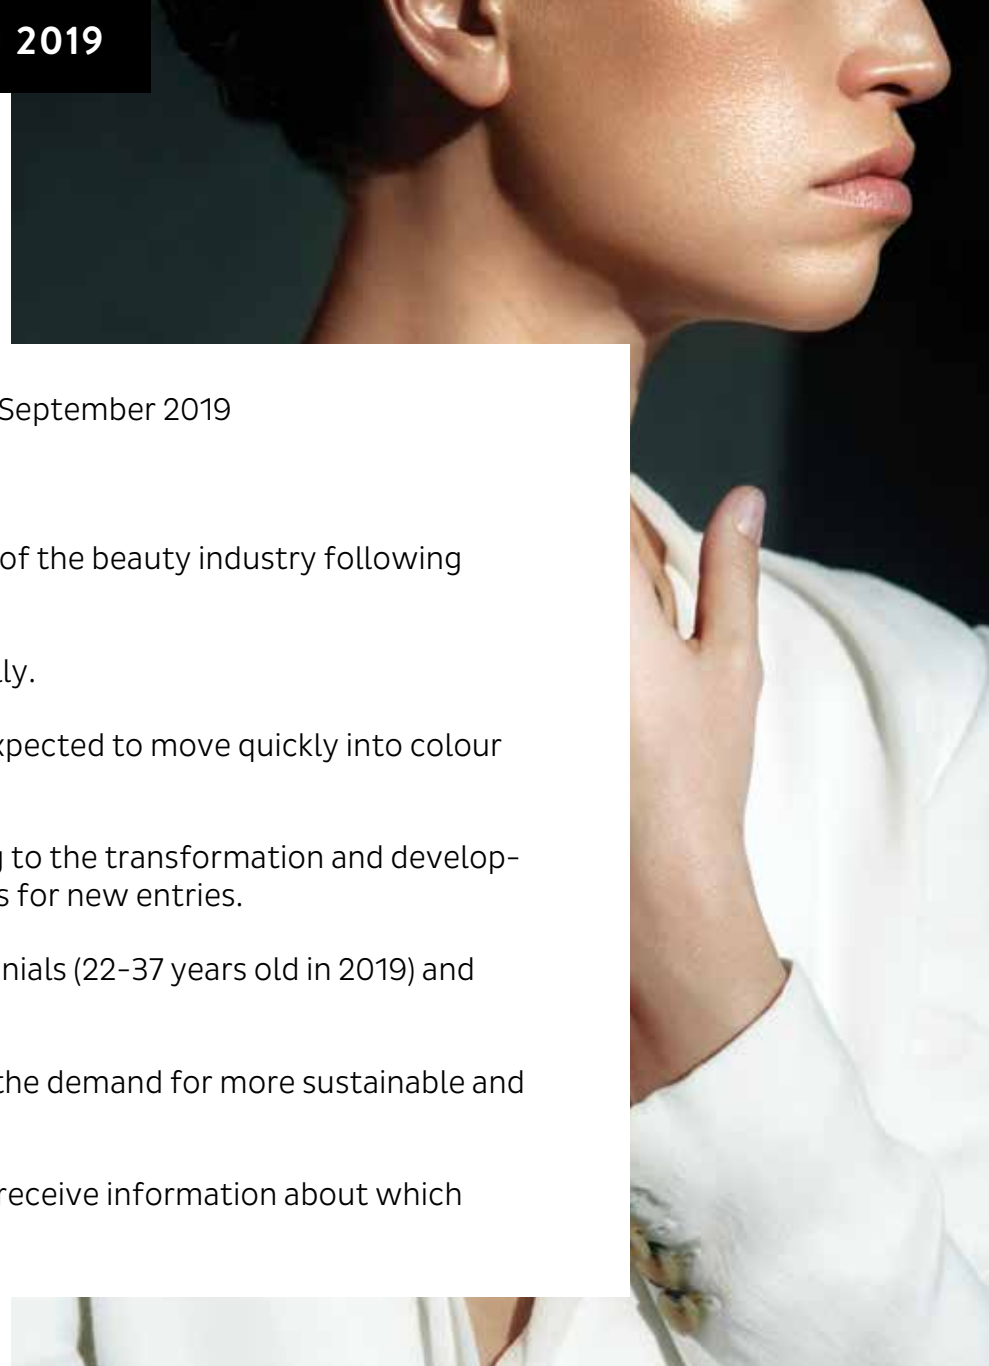 2019
September 2019
of the beauty industry following
lly.
xpected to move quickly into colour
to the transformation and develop-
s for new entries.
nials (22-37 years old in 2019) and
the demand for more sustainable and
receive information about which